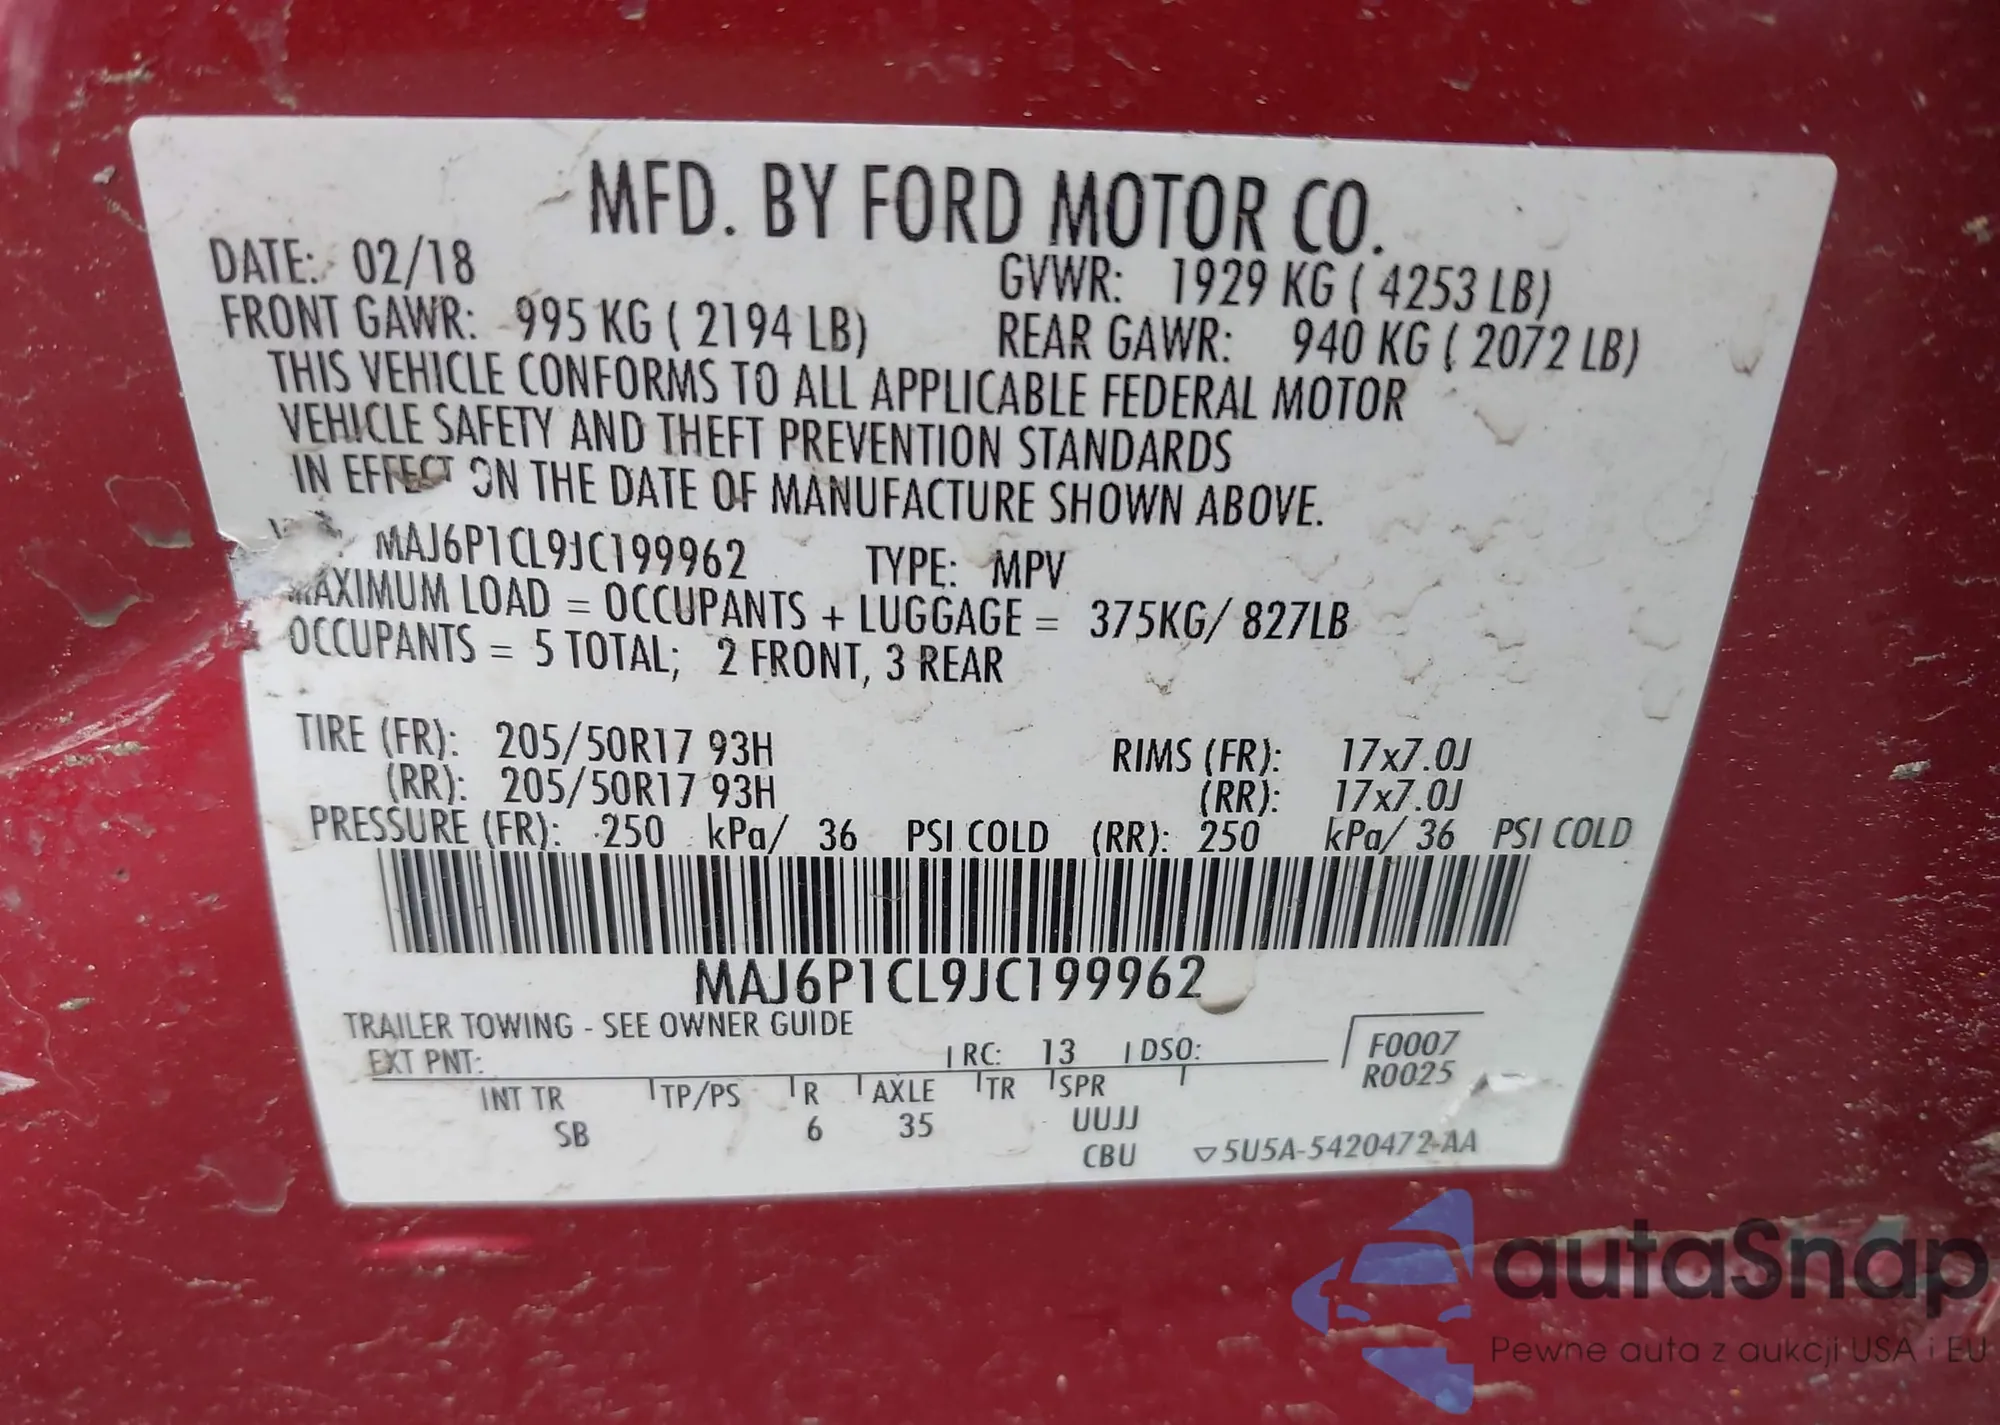 MFD. BY FORD MOTOR CO.
DATE: 02/18 GVWR: 1929 KG ( 4253 LB)
FRONT GAWR: 995 KG ( 2194 LB) REAR GAWR: 940 KG ( 2072 LB)
THIS VEHICLE CONFORMS TO ALL APPLICABLE FEDERAL MOTOR
VEHICLE SAFETY AND THEFT PREVENTION STANDARDS
IN EFFECT ON THE DATE OF MANUFACTURE SHOWN ABOVE.
MAJ6P1CL9JC199962 TYPE: MPV
MAXIMUM LOAD = OCCUPANTS + LUGGAGE = 375KG/ 827LB
OCCUPANTS = 5 TOTAL; 2 FRONT, 3 REAR
TIRE (FR): 205/50R17 93H RIMS (FR): 17x7.0J
(RR): 205/50R17 93H (RR): 17x7.0J
PRESSURE (FR): 250 kPa/ 36 PSI COLD (RR): 250 kPa/ 36 PSI COLD
MAJ6P1CL9JC199962
TRAILER TOWING - SEE OWNER GUIDE
EXT PNT: RC: 13 DSO: F0007
R0025
INT TR TP/PS R AXLE TR SPR
SB 6 35 UUJJ
CBU ▽5U5A-5420472-AA
autaSnap
Pewne auta z aukcji USA i EU